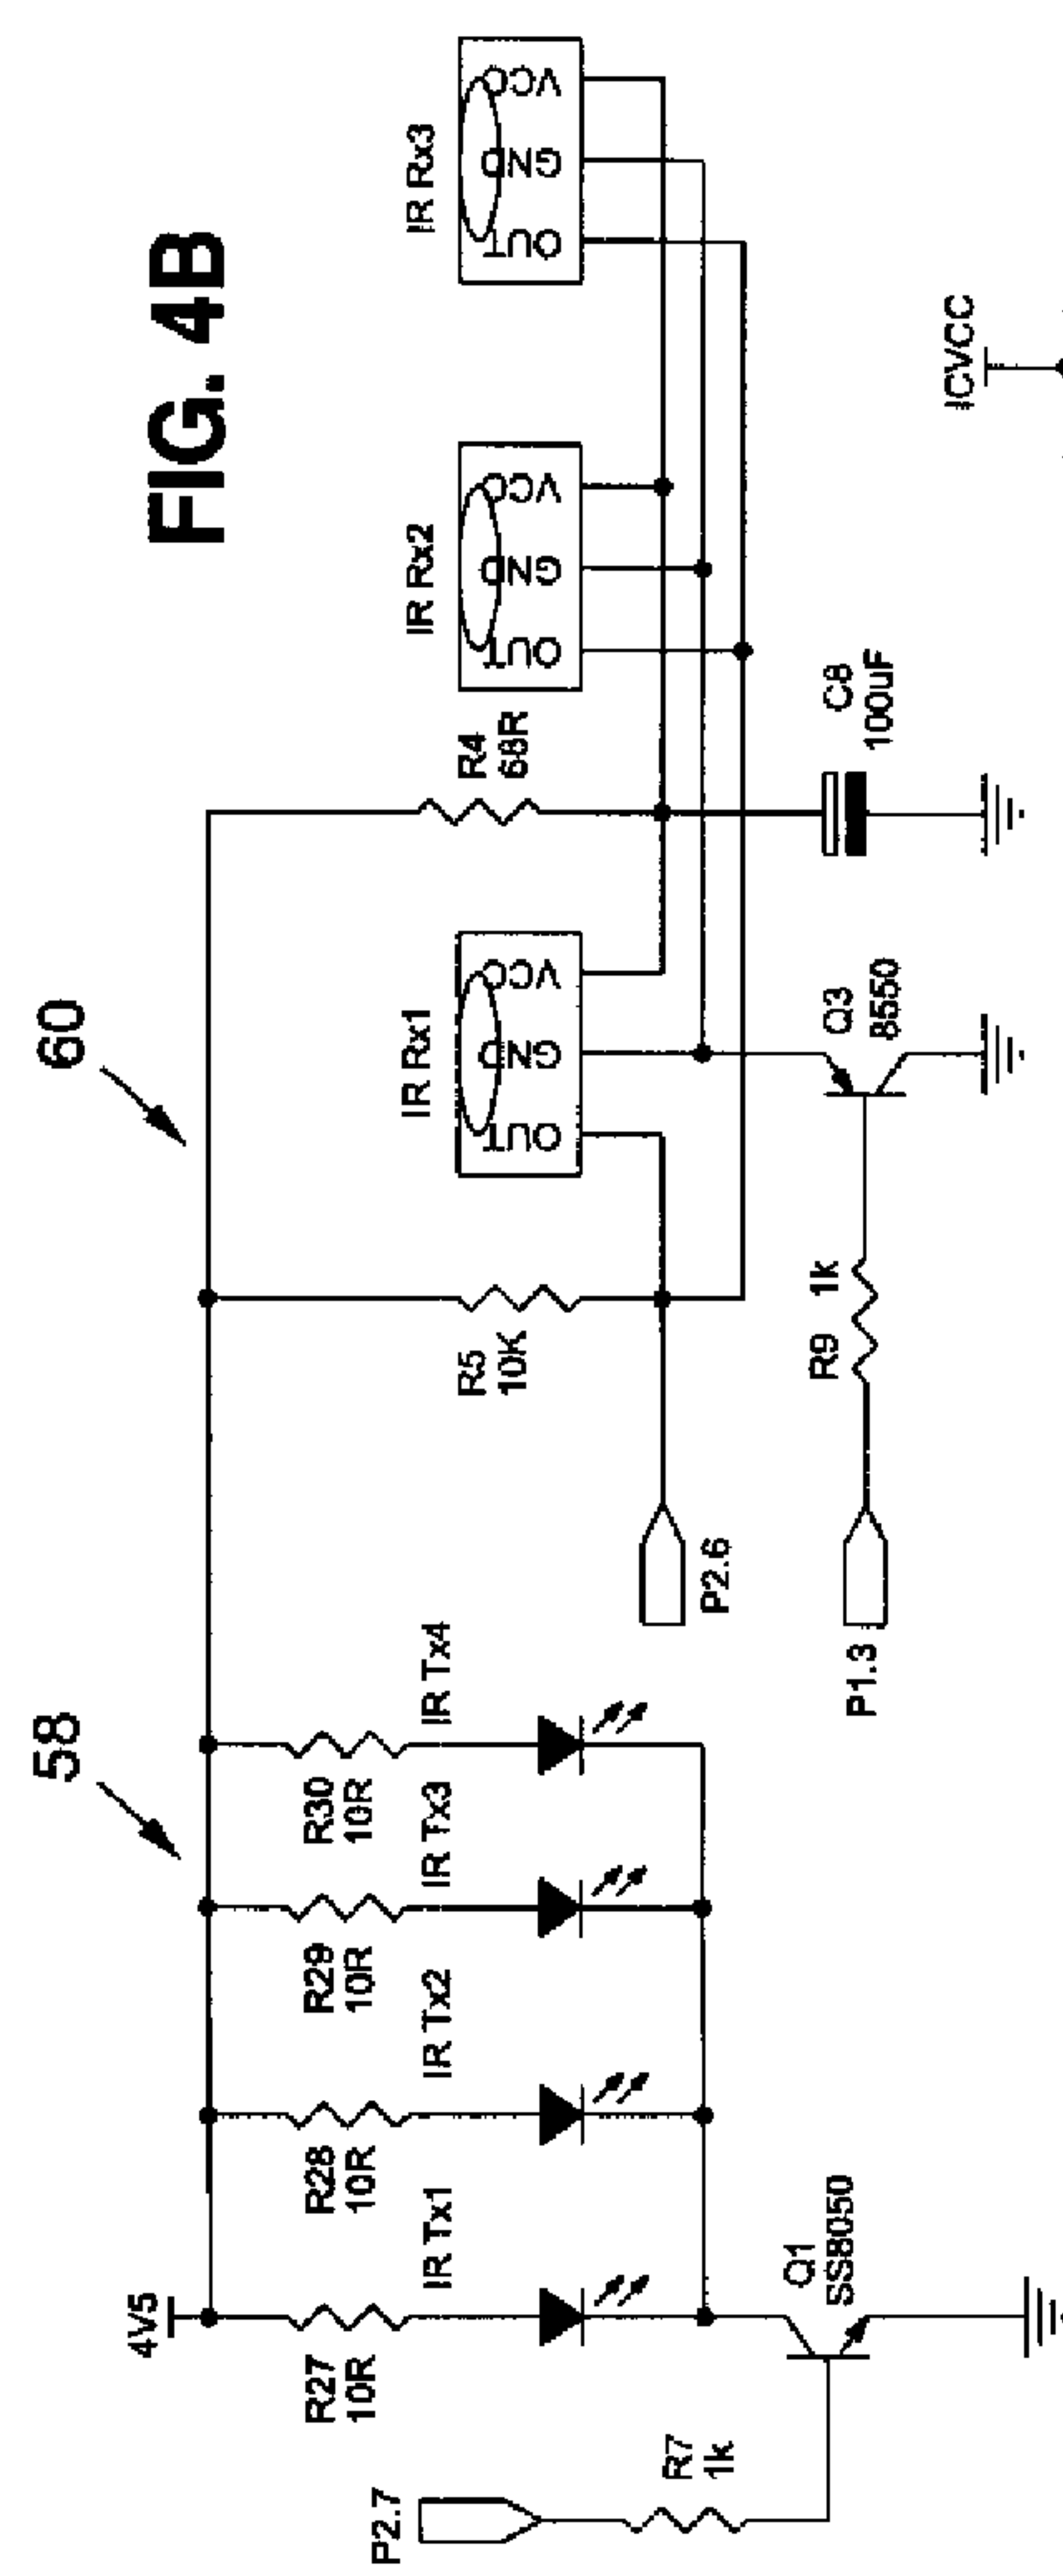 FIG. 4B
58
60
4V5
R27
10R
R28
10R
R29
10R
R30
10R
IR Tx1
IR Tx2
IR Tx3
IR Tx4
P2.7
R7
1k
Q1
SS8050
R5
10K
P2.6
P1.3
R9 1k
Q3
8550
IR Rx1
OUT GND VCC
R4
68R
C8
100uF
IR Rx2
OUT GND VCC
IR Rx3
OUT GND VCC
ICVCC